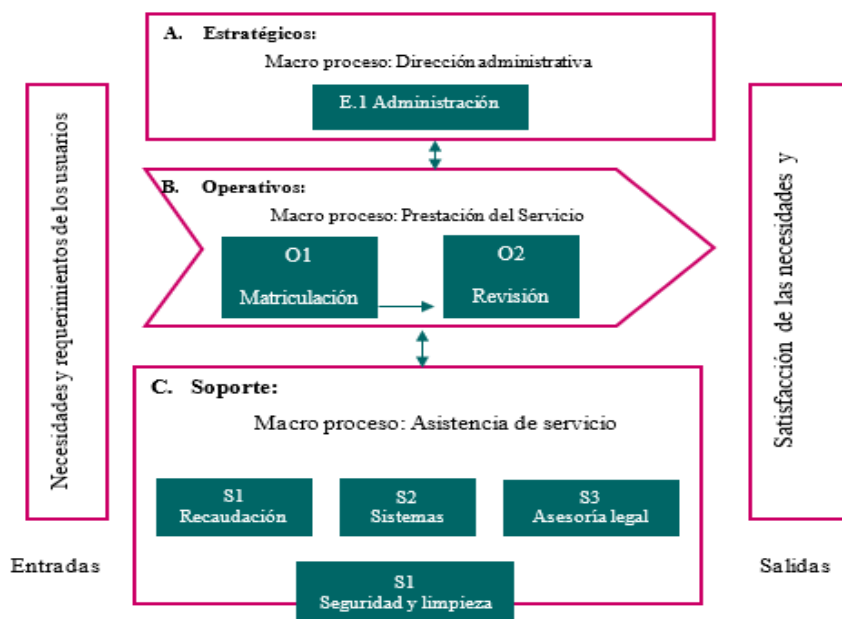 A. Estratégicos:
Macro proceso: Dirección administrativa
E.1 Administración
Necesidades y requerimientos de los usuarios
B. Operativos:
Macro proceso: Prestación del Servicio
O1
Matriculación
O2
Revisión
Satisfacción de las necesidades y
C. Soporte:
Macro proceso: Asistencia de servicio
S1
Recaudación
S2
Sistemas
S3
Asesoría legal
S1
Seguridad y limpieza
Entradas
Salidas